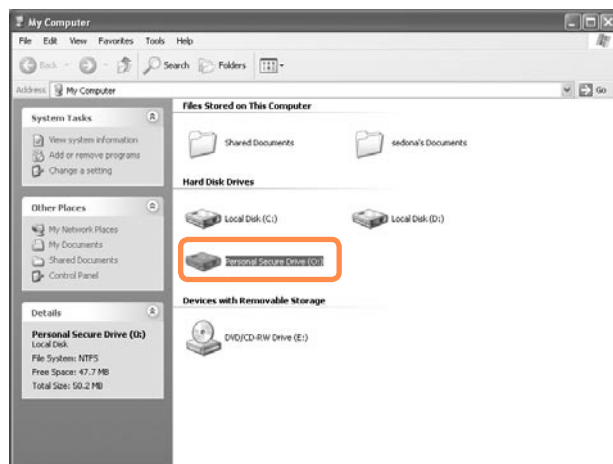 My Computer
File Edit View Favorites Tools Help
Back Search Folders
Address My Computer Go
System Tasks
View system information
Add or remove programs
Change a setting
Other Places
My Network Places
My Documents
Shared Documents
Control Panel
Details
Personal Secure Drive (O:)
Local Disk
File System: NTFS
Free Space: 47.7 MB
Total Size: 50.2 MB
Files Stored on This Computer
Shared Documents sedona's Documents
Hard Disk Drives
Local Disk (C:) Local Disk (D:)
Personal Secure Drive (O:)
Devices with Removable Storage
DVD/CD-RW Drive (E:)